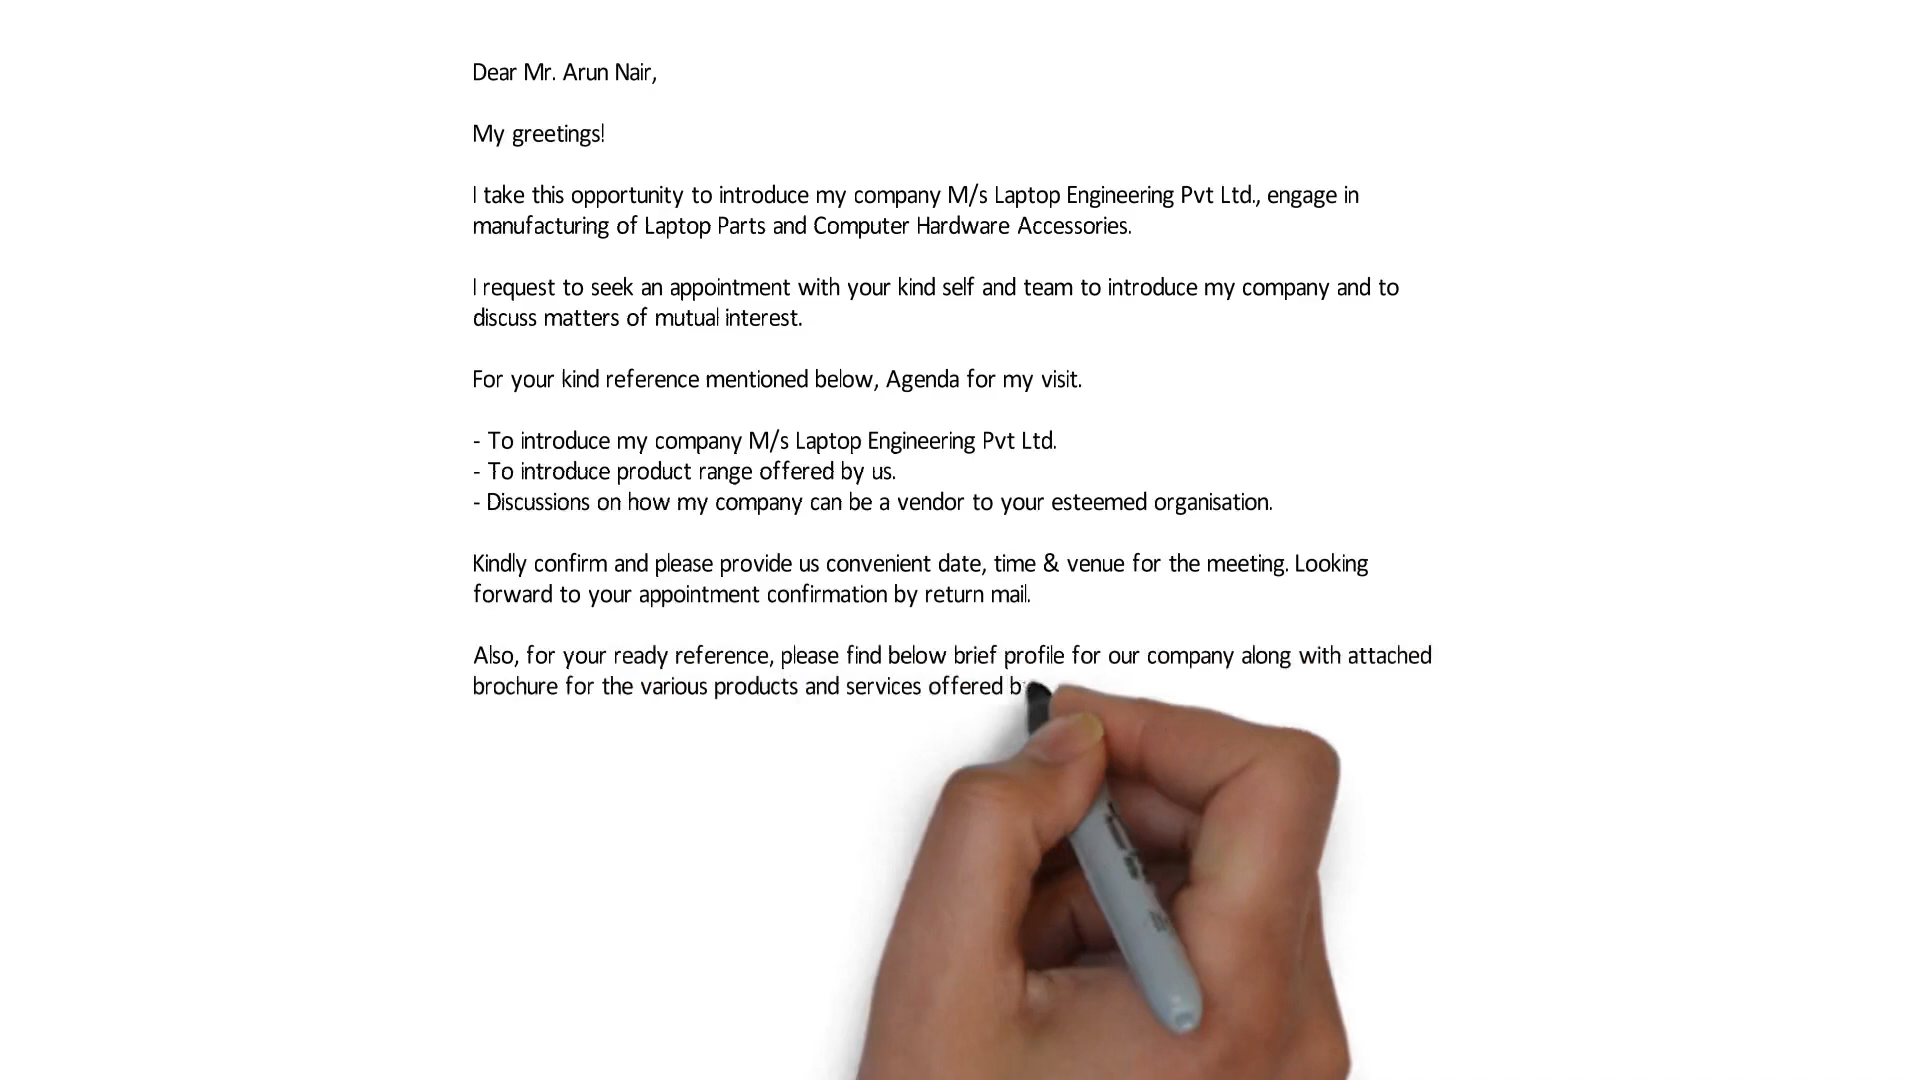 Dear Mr. Arun Nair,
My greetings!
I take this opportunity to introduce my company M/s Laptop Engineering Pvt Ltd., engage in
manufacturing of Laptop Parts and Computer Hardware Accessories.
I request to seek an appointment with your kind self and team to introduce my company and to
discuss matters of mutual interest.
For your kind reference mentioned below, Agenda for my visit.
- To introduce my company M/s Laptop Engineering Pvt Ltd.
- To introduce product range offered by us.
- Discussions on how my company can be a vendor to your esteemed organisation.
Kindly confirm and please provide us convenient date, time & venue for the meeting. Looking
forward to your appointment confirmation by return mail.
Also, for your ready reference, please find below brief profile for our company along with attached
brochure for the various products and services offered b